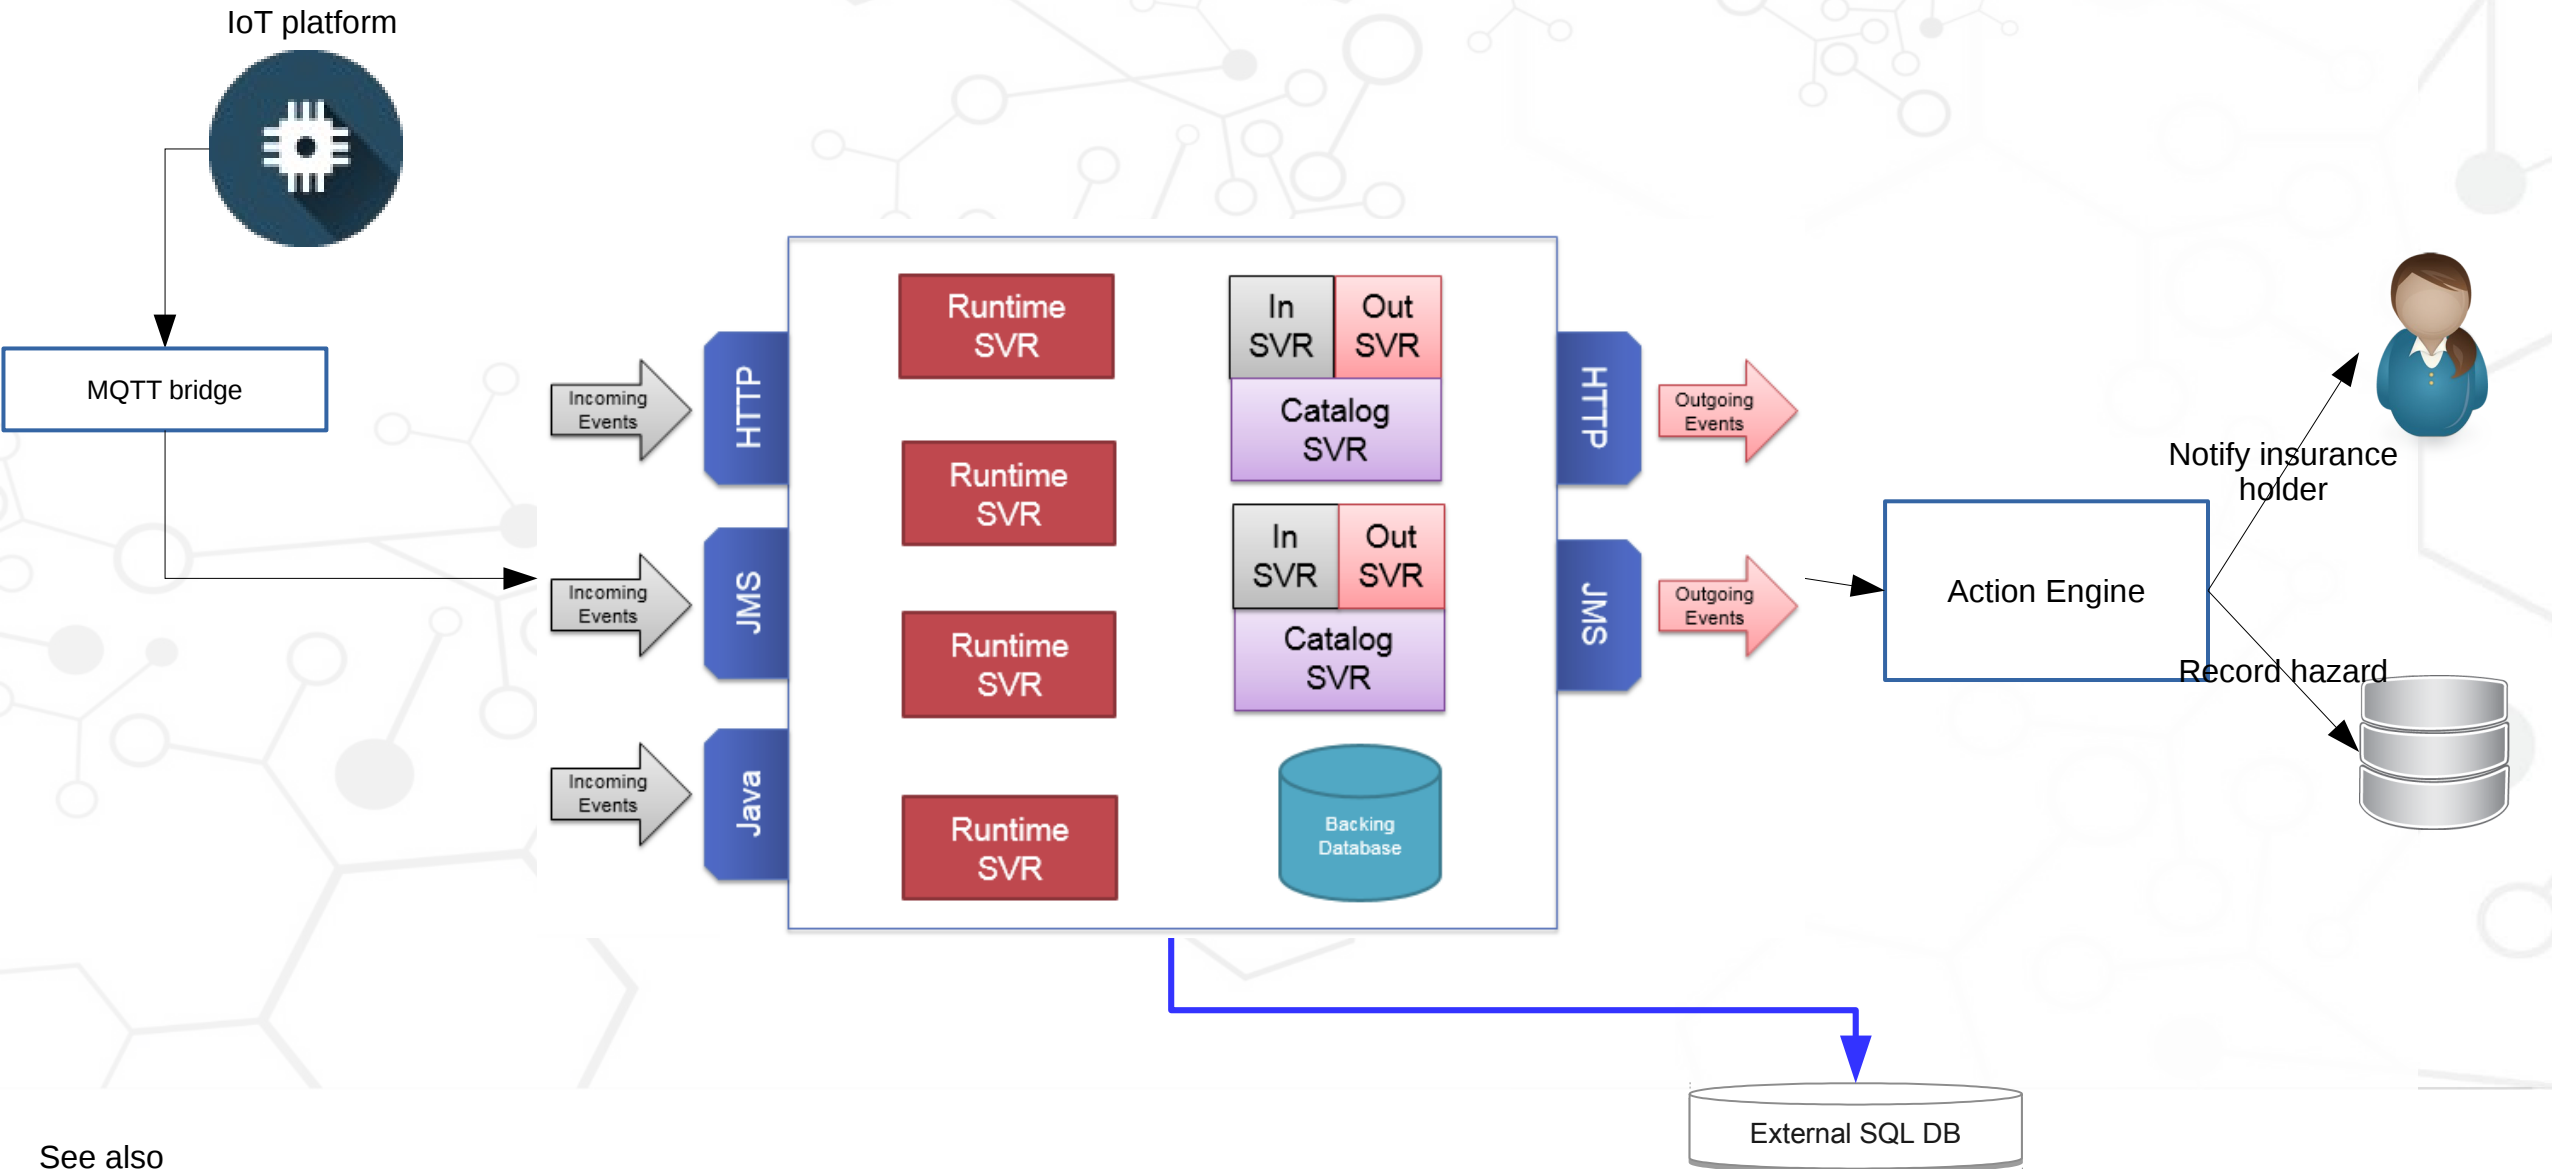 IoT platform
MQTT bridge
Incoming
Events
HTTP
Incoming
Events
JMS
Incoming
Events
Java
Runtime
SVR
Runtime
SVR
Runtime
SVR
Runtime
SVR
In
SVR
Out
SVR
Catalog
SVR
In
SVR
Out
SVR
Catalog
SVR
Backing
Database
HTTP
Outgoing
Events
JMS
Outgoing
Events
Action Engine
Notify insurance
holder
Record hazard
External SQL DB
See also